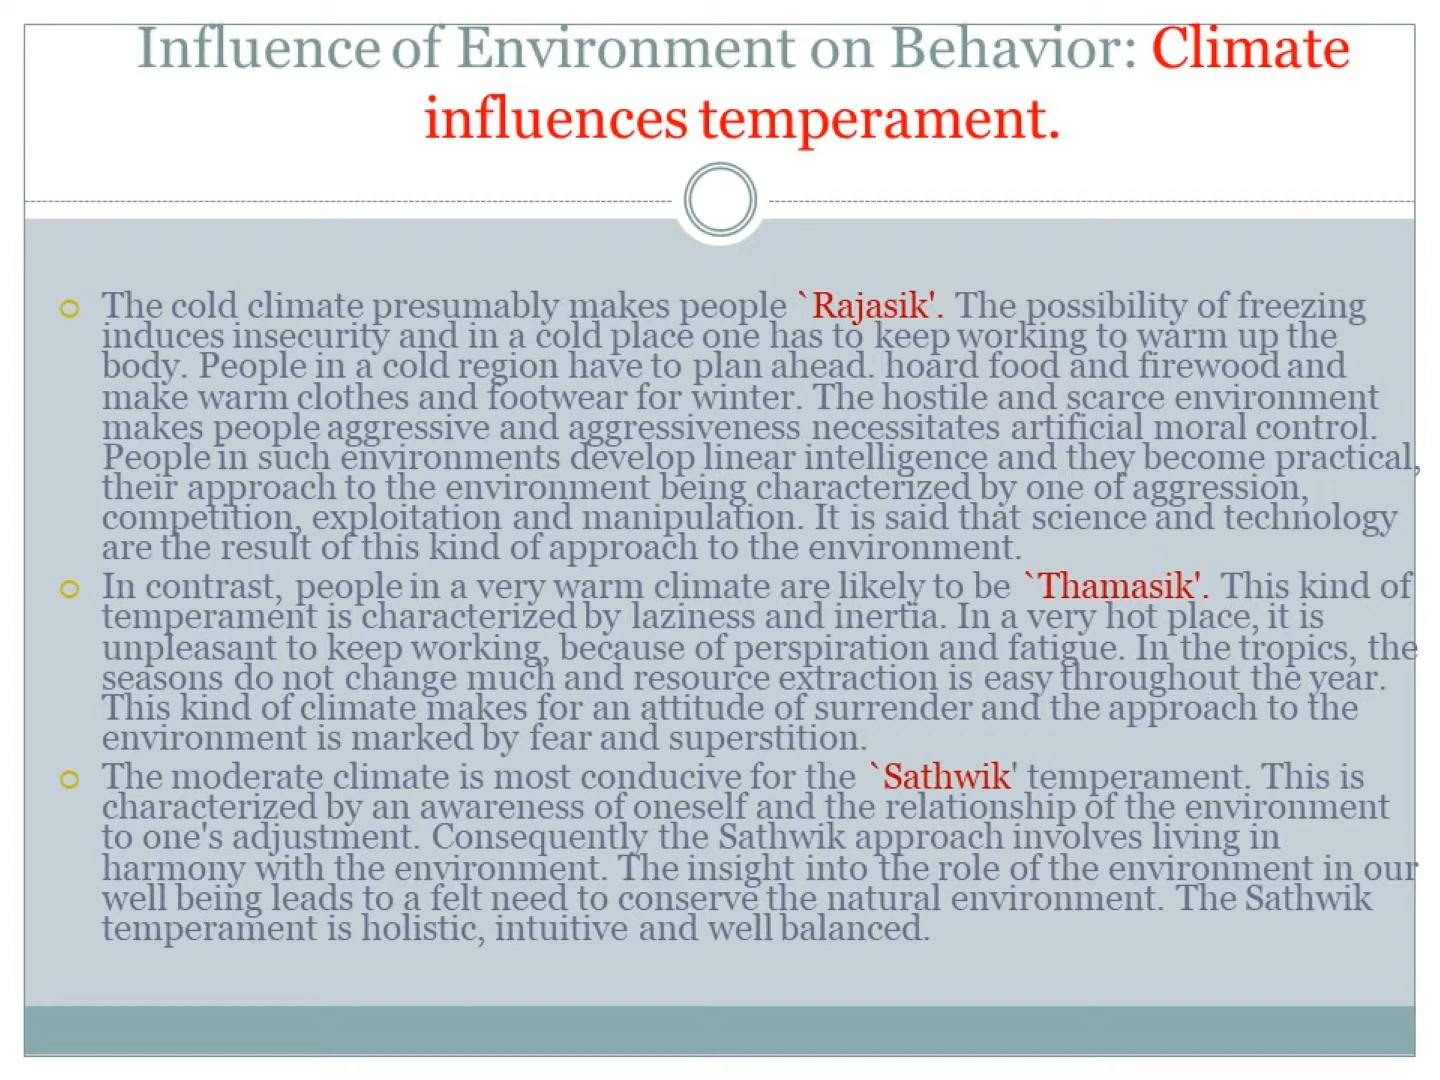 Influence of Environment on Behavior: Climate
influences temperament.
The cold climate presumably makes people `Rajasik'. The possibility of freezing
induces insecurity and in a cold place one has to keep working to warm up the
body. People in a cold region have to plan ahead. hoard food and firewood and
make warm clothes and footwear for winter. The hostile and scarce environment
makes people aggressive and aggressiveness necessitates artificial moral control.
People in such environments develop linear intelligence and they become practical,
their approach to the environment being characterized by one of aggression,
competition, exploitation and manipulation. It is said that science and technology
are the result of this kind of approach to the environment.
In contrast, people in a very warm climate are likely to be `Thamasik'. This kind of
temperament is characterized by laziness and inertia. In a very hot place, it is
unpleasant to keep working, because of perspiration and fatigue. In the tropics, the
seasons do not change much and resource extraction is easy throughout the year.
This kind of climate makes for an attitude of surrender and the approach to the
environment is marked by fear and superstition.
The moderate climate is most conducive for the `Sathwik' temperament. This is
characterized by an awareness of oneself and the relationship of the environment
to one's adjustment. Consequently the Sathwik approach involves living in
harmony with the environment. The insight into the role of the environment in our
well being leads to a felt need to conserve the natural environment. The Sathwik
temperament is holistic, intuitive and well balanced.